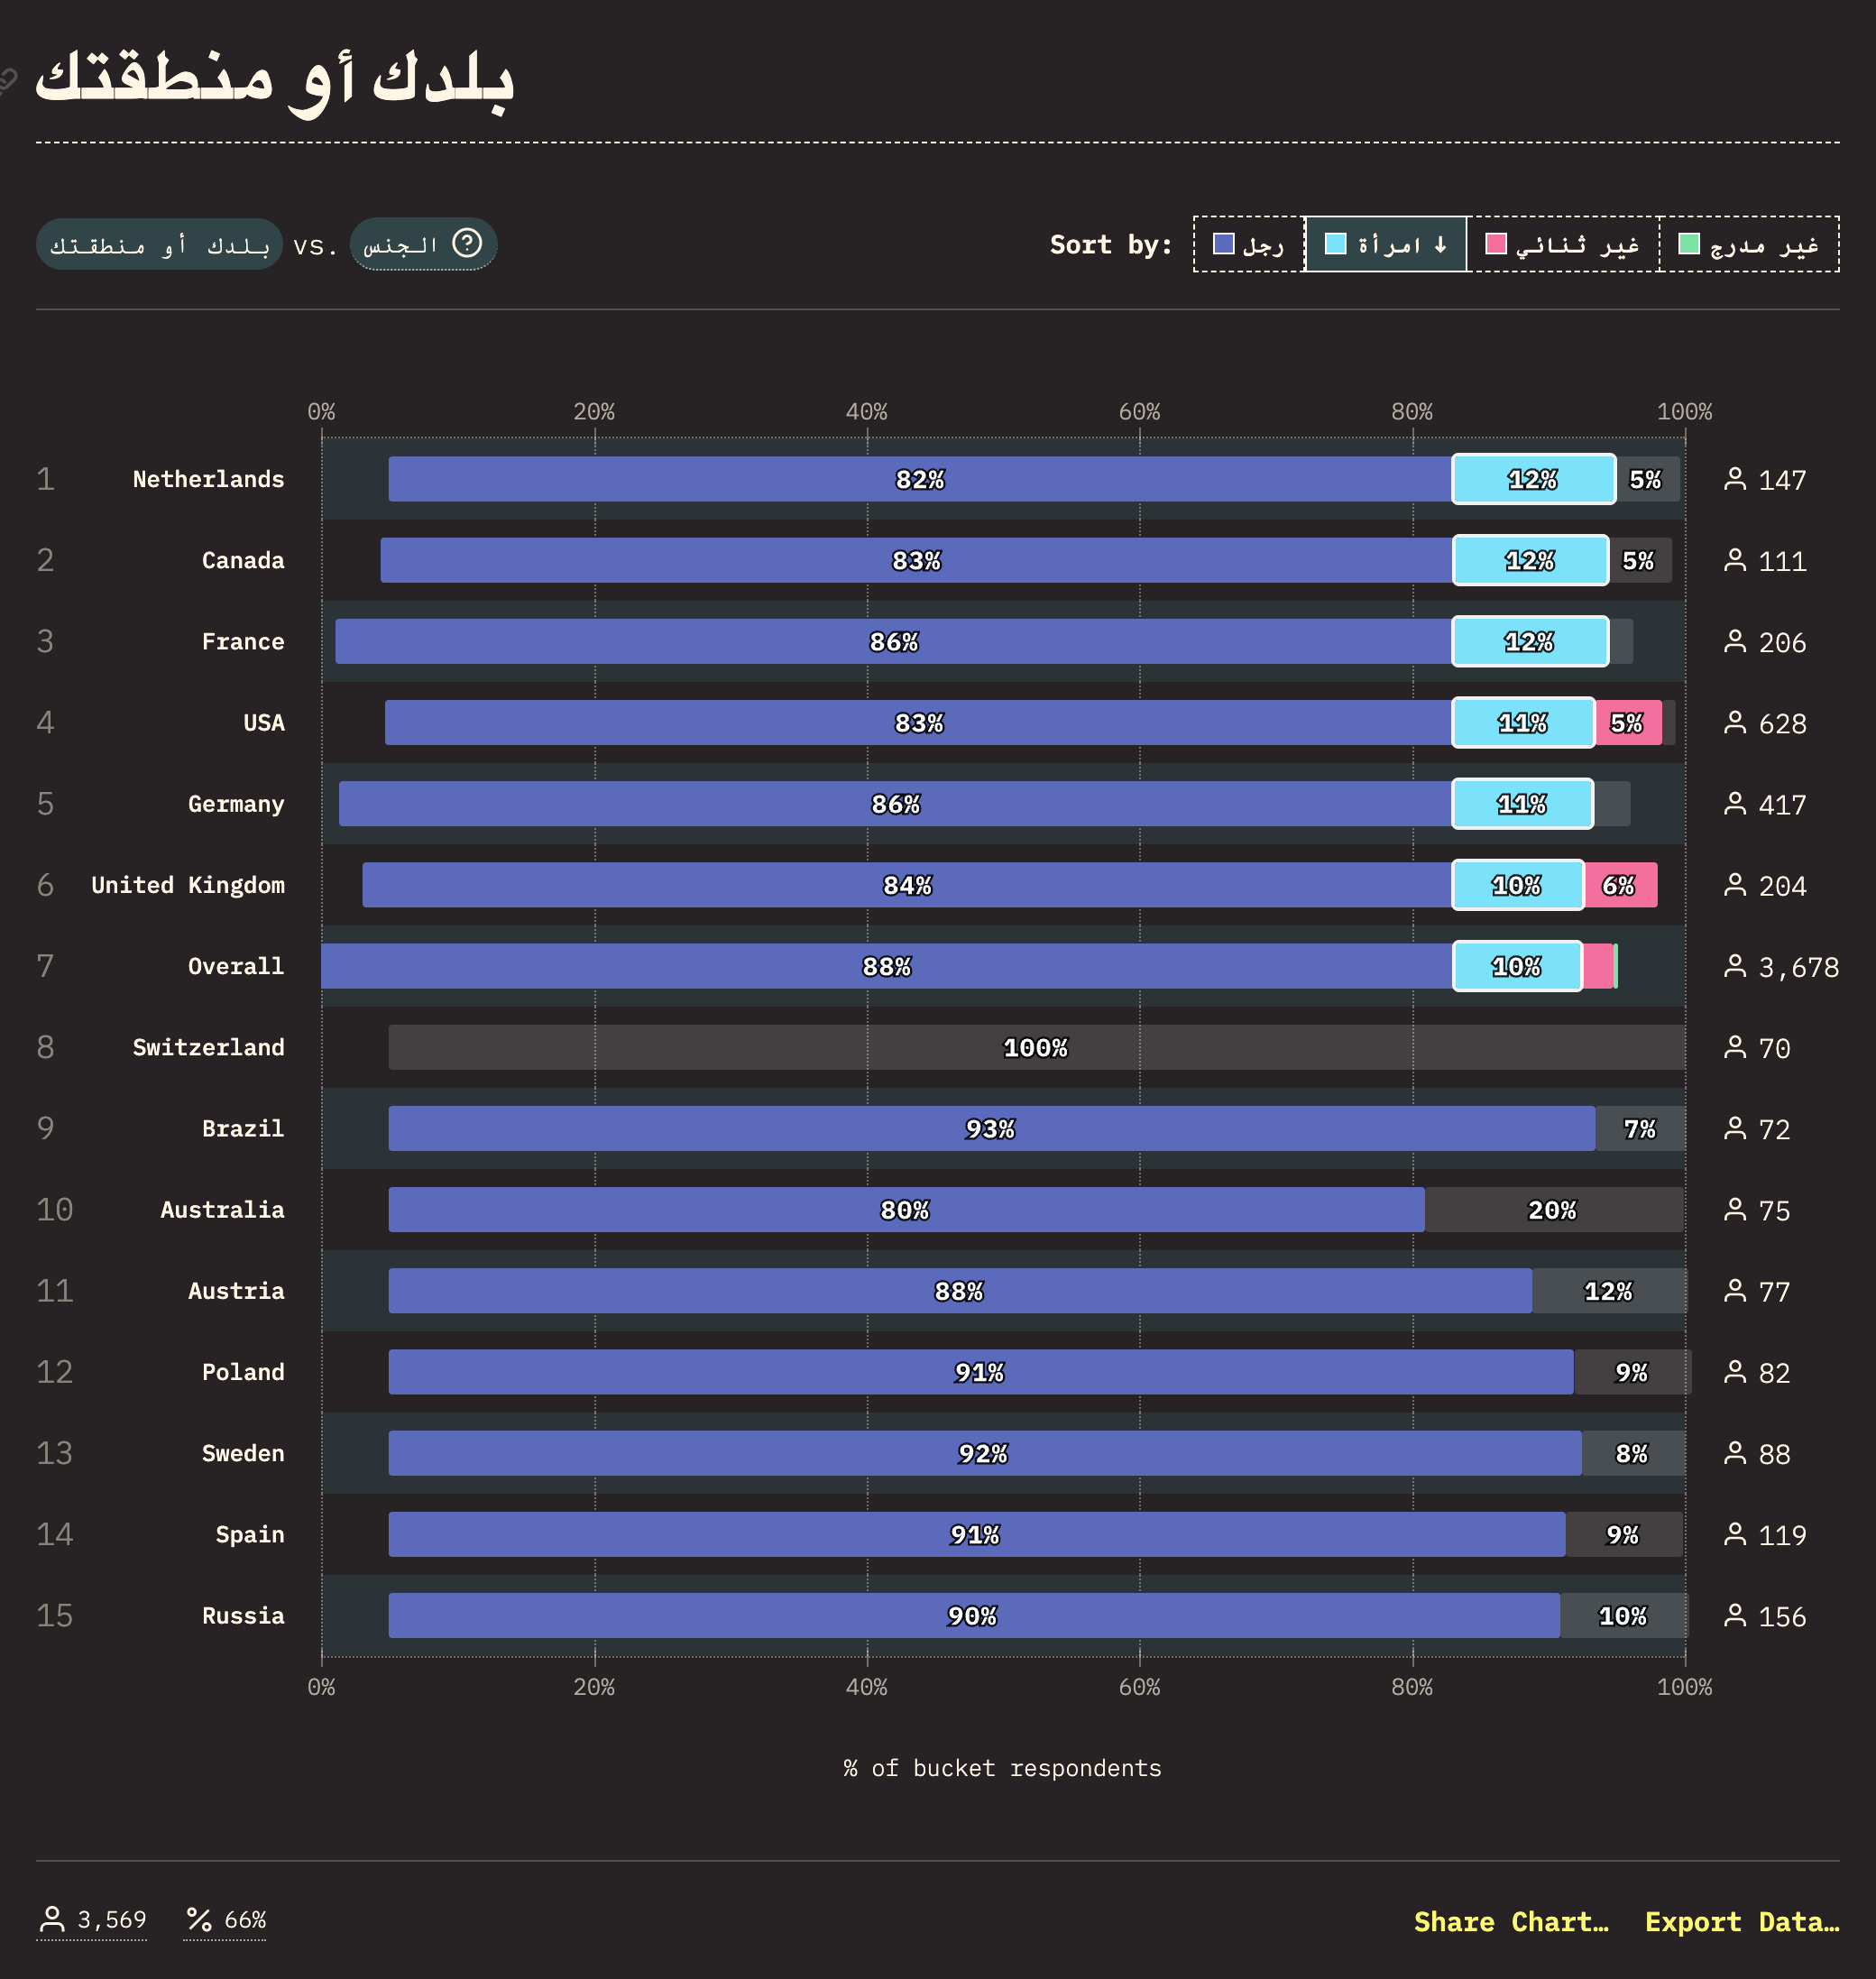 بلدك أو منطقتك
بلدك أو منطقتك vs. الجنس
Sort by: رجل امرأة ↓ غير ثنائي غير مدرج
0% 20% 40% 60% 80% 100%
1 Netherlands 82% 12% 5% 147
2 Canada 83% 12% 5% 111
3 France 86% 12% 206
4 USA 83% 11% 5% 628
5 Germany 86% 11% 417
6 United Kingdom 84% 10% 6% 204
7 Overall 88% 10% 3,678
8 Switzerland 100% 70
9 Brazil 93% 7% 72
10 Australia 80% 20% 75
11 Austria 88% 12% 77
12 Poland 91% 9% 82
13 Sweden 92% 8% 88
14 Spain 91% 9% 119
15 Russia 90% 10% 156
0% 20% 40% 60% 80% 100%
% of bucket respondents
3,569 % 66% Share Chart… Export Data…